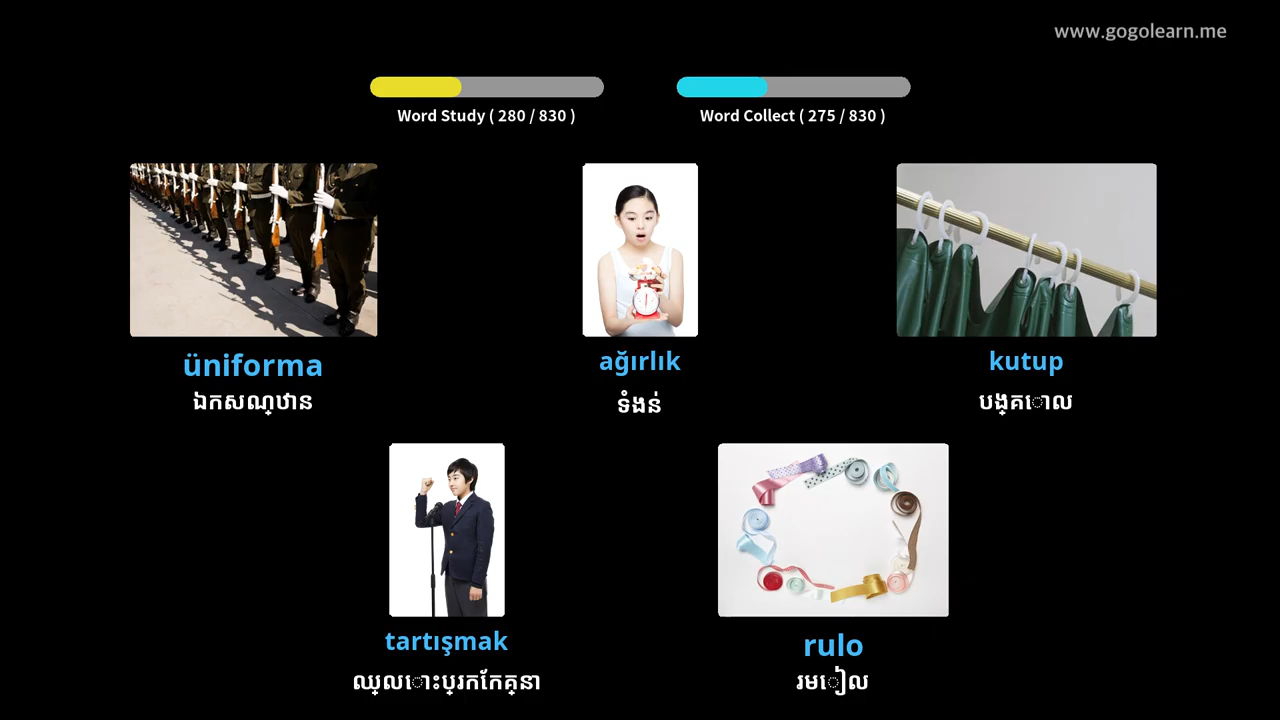 www.gogolearn.me
Word Study ( 280 / 830 )
Word Collect ( 275 / 830 )
üniforma
ឯកសណ្ឋាន
ağırlık
ទំងន់
kutup
បង្គោល
tartışmak
ឈ្លោះប្រកកែគ្នា
rulo
រមៀល